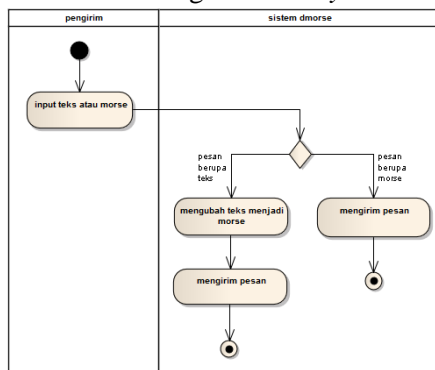 pengirim
sistem dmorse
input teks atau morse
pesan
berupa
teks
pesan
berupa
morse
mengubah teks menjadi
morse
mengirim pesan
mengirim pesan